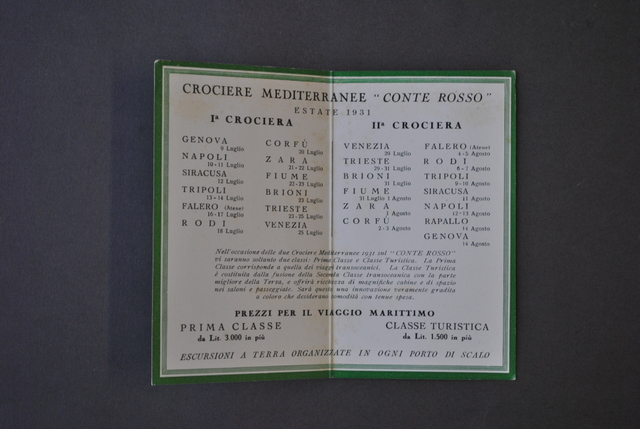 CROCIERE MEDITERRANEE "CONTE ROSSO"
ESTATE 1931
Iª CROCIERA
GENOVA
9 Luglio
NAPOLI
10-11 Luglio
SIRACUSA
12 Luglio
TRIPOLI
13-14 Luglio
FALERO (Atene)
16-17 Luglio
RODI
18 Luglio
CORFÙ
20 Luglio
ZARA
21-22 Luglio
FIUME
22-23 Luglio
BRIONI
23 Luglio
TRIESTE
23-25 Luglio
VENEZIA
25 Luglio
IIª CROCIERA
VENEZIA
29 Luglio
TRIESTE
29-31 Luglio
BRIONI
31 Luglio
FIUME
31 Luglio 1 Agosto
ZARA
1 Agosto
CORFÙ
2-3 Agosto
FALERO (Atene)
4-5 Agosto
RODI
6-7 Agosto
TRIPOLI
9-10 Agosto
SIRACUSA
11 Agosto
NAPOLI
12-13 Agosto
RAPALLO
14 Agosto
GENOVA
14 Agosto
Nell'occasione delle due Crociere Mediterranee 1931 sul "CONTE ROSSO"
vi saranno soltanto due classi: Prima Classe e Classe Turistica. La Prima
Classe corrisponde a quella dei viaggi transoceanici. La Classe Turistica
è costituita dalla fusione della Seconda Classe transoceanica con la parte
migliore della Terza, e offrirà ricchezza di magnifiche cabine e di spazio
nei saloni e passeggiate. Sarà questa una innovazione veramente gradita
a coloro che desiderano comodità con tenue spesa.
PREZZI PER IL VIAGGIO MARITTIMO
PRIMA CLASSE
da Lit. 3.000 in più
CLASSE TURISTICA
da Lit. 1.500 in più
ESCURSIONI A TERRA ORGANIZZATE IN OGNI PORTO DI SCALO